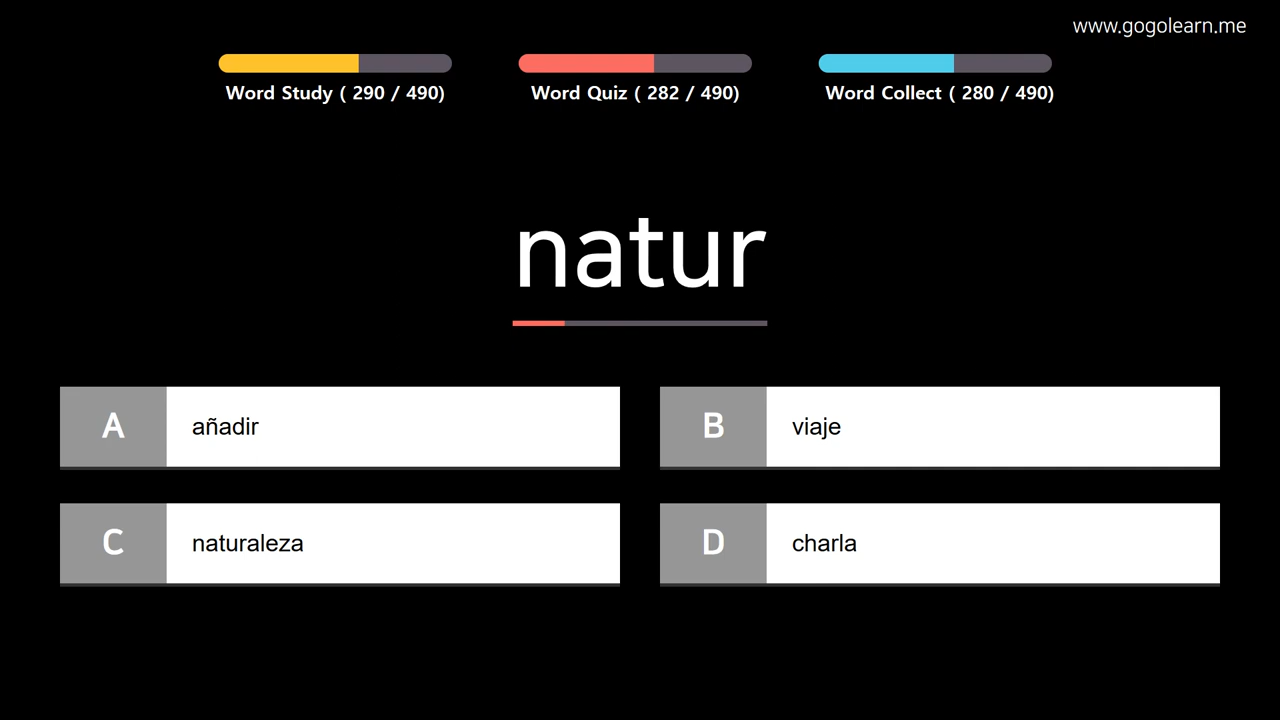 www.gogolearn.me
Word Study ( 290 / 490)
Word Quiz ( 282 / 490)
Word Collect ( 280 / 490)
natur
A añadir
B viaje
C naturaleza
D charla